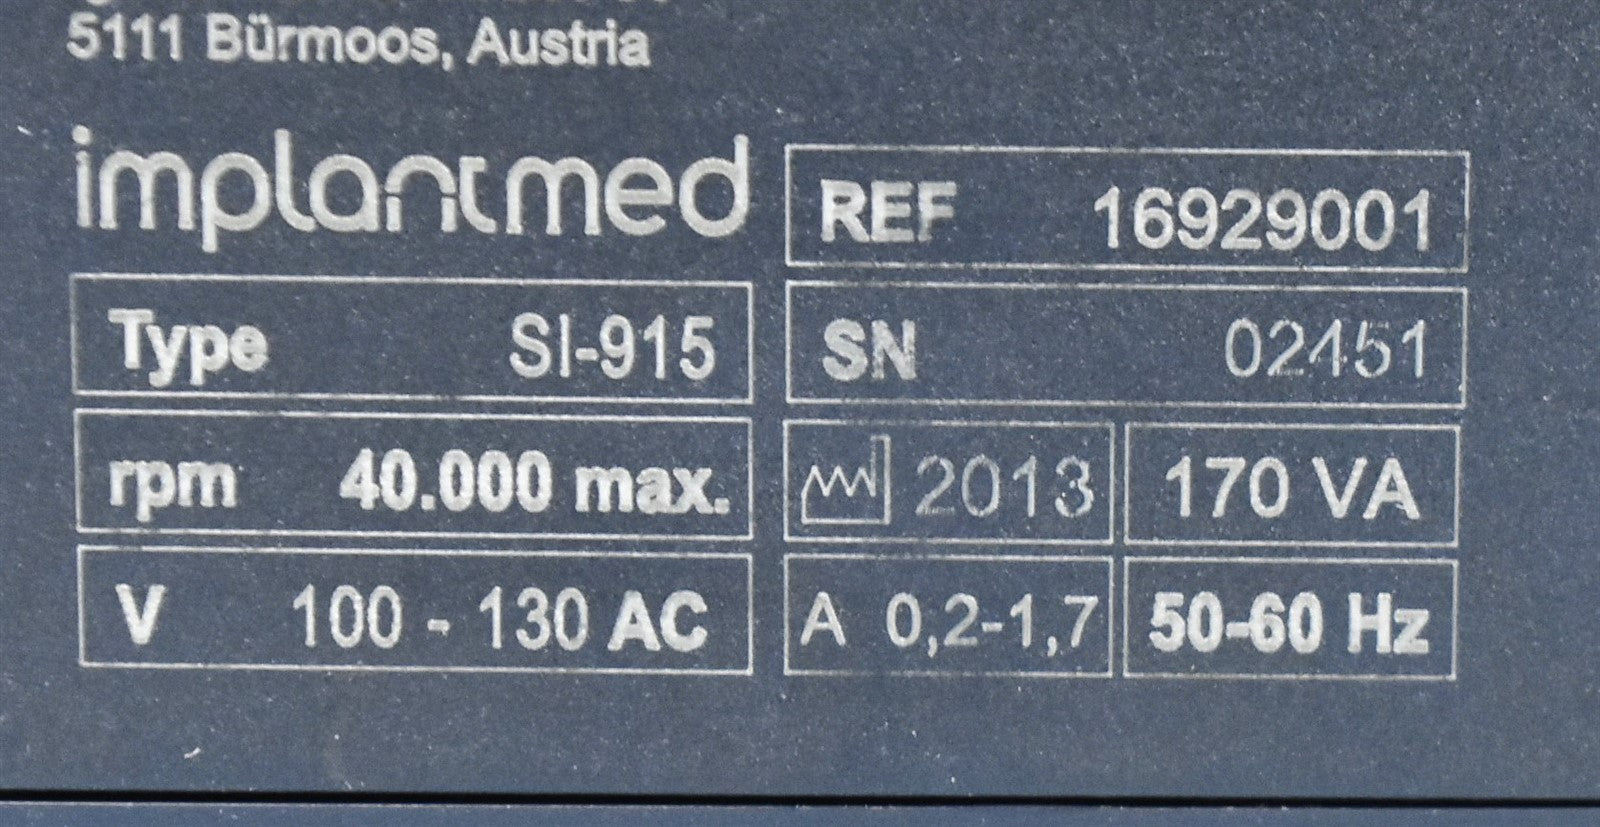 5111 Bürmoos, Austria
implantmed
REF 16929001
Type SI-915
SN 02451
rpm 40.000 max.
2013
170 VA
V 100 - 130 AC
A 0,2-1,7
50-60 Hz